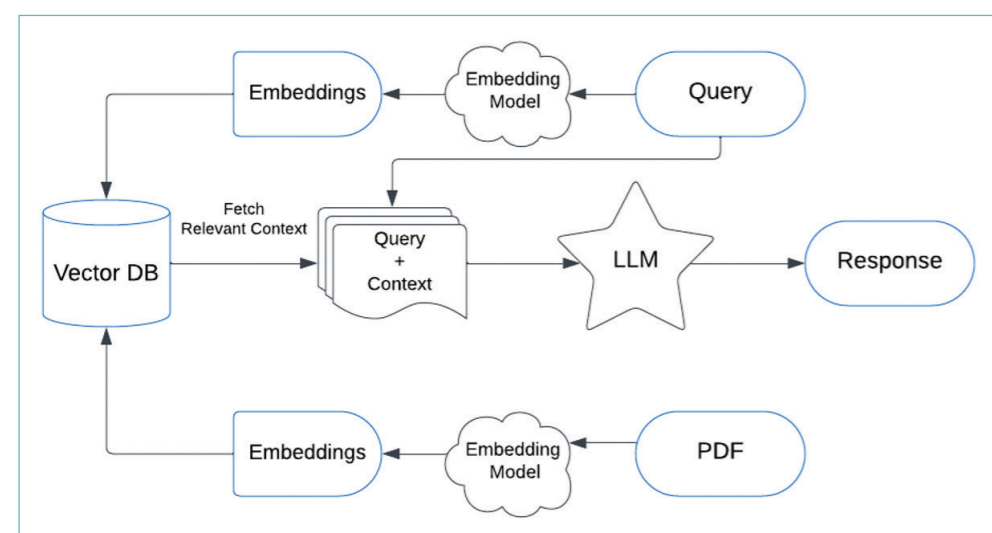 Embeddings
Embedding
Model
Query
Fetch
Relevant Context
Query
+
Context
Vector DB
LLM
Response
Embeddings
Embedding
Model
PDF